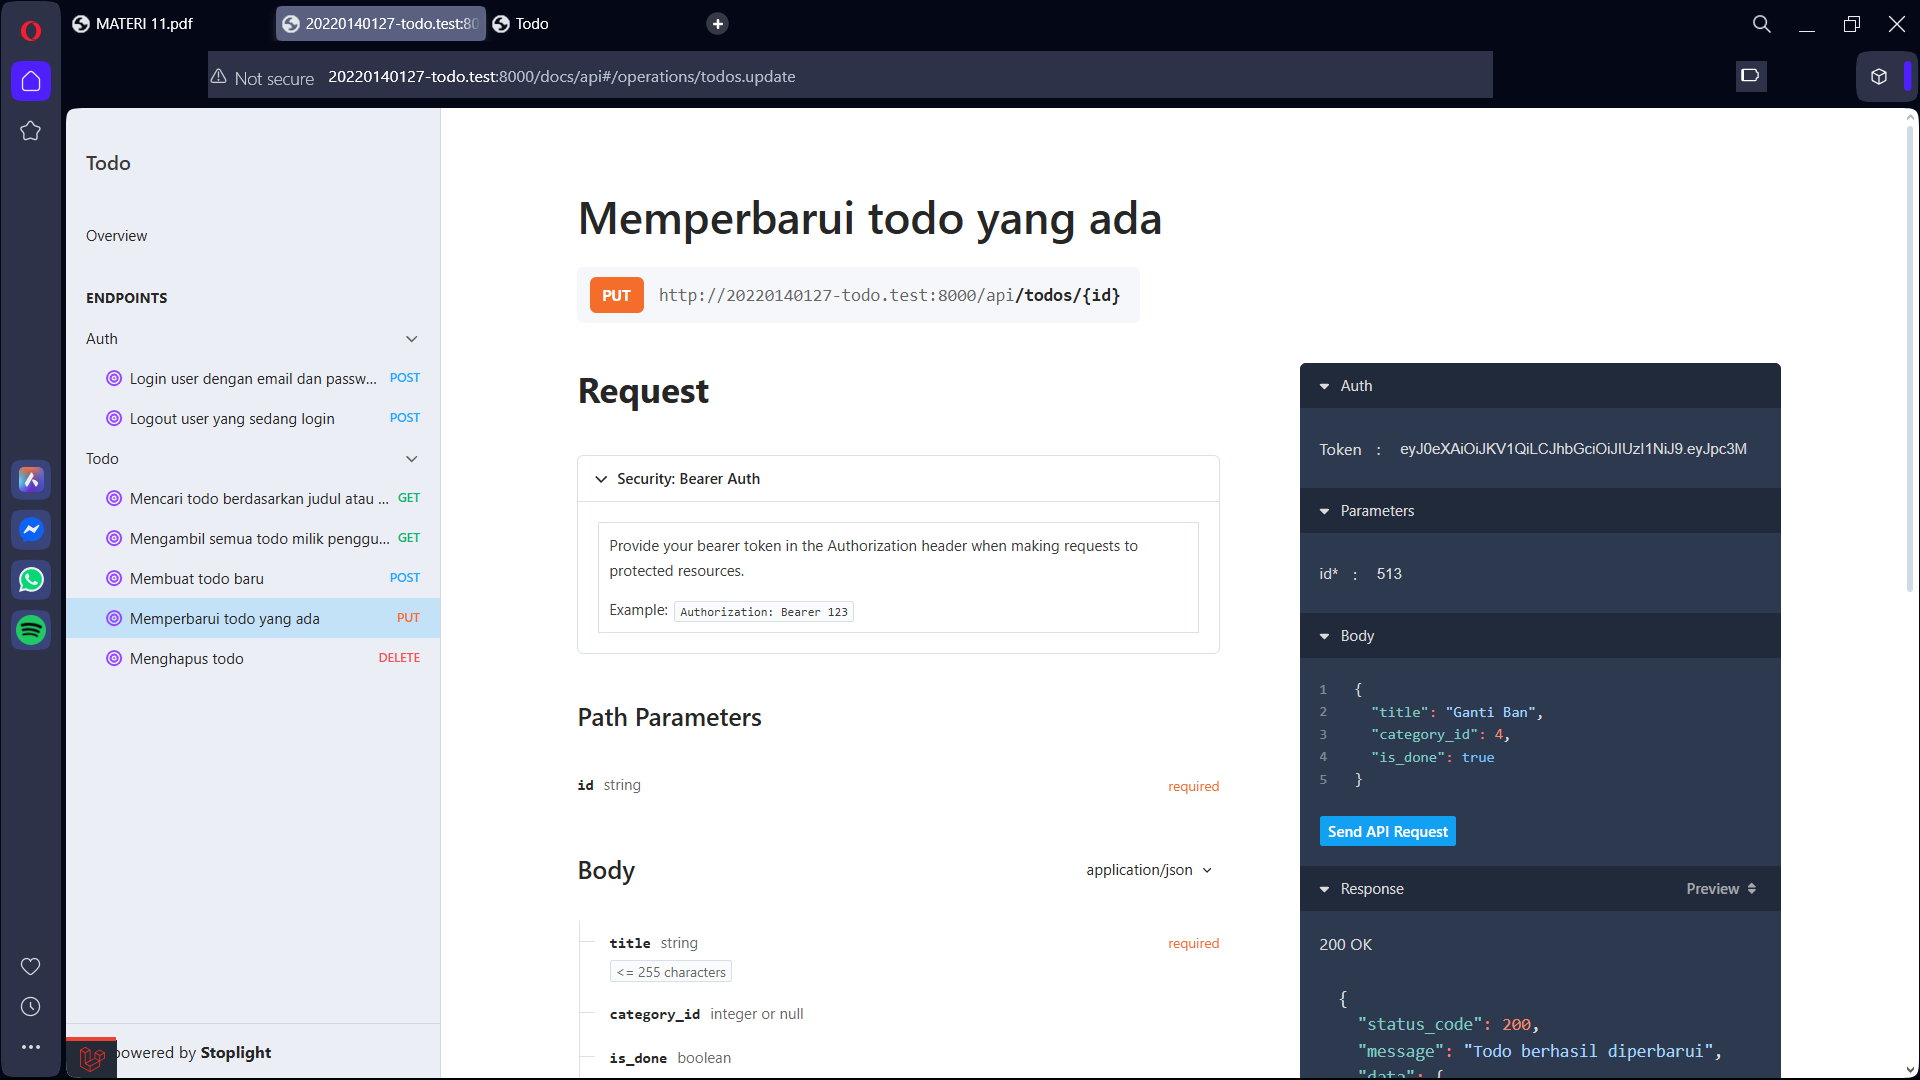 MATERI 11.pdf
20220140127-todo.test:80
Todo
Not secure
20220140127-todo.test:8000/docs/api#/operations/todos.update
Todo
Overview
ENDPOINTS
Auth
Login user dengan email dan passw... POST
Logout user yang sedang login POST
Todo
Mencari todo berdasarkan judul atau ... GET
Mengambil semua todo milik penggu... GET
Membuat todo baru POST
Memperbarui todo yang ada PUT
Menghapus todo DELETE
powered by Stoplight
Memperbarui todo yang ada
PUT http://20220140127-todo.test:8000/api/todos/{id}
Request
Security: Bearer Auth
Provide your bearer token in the Authorization header when making requests to
protected resources.
Example: Authorization: Bearer 123
Path Parameters
id string required
Body application/json
title string required
<= 255 characters
category_id integer or null
is_done boolean
Auth
Token : eyJ0eXAiOiJKV1QiLCJhbGciOiJIUzI1NiJ9.eyJpc3M
Parameters
id* : 513
Body
1 {
2 "title": "Ganti Ban",
3 "category_id": 4,
4 "is_done": true
5 }
Send API Request
Response Preview
200 OK
{
"status_code": 200,
"message": "Todo berhasil diperbarui",
"data": {